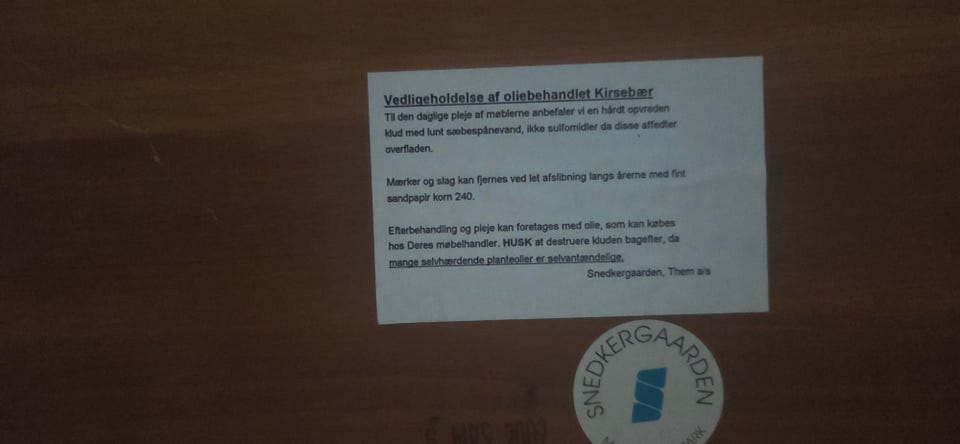 Vedligeholdelse af oliebehandlet Kirsebær
Til den daglige pleje af møblerne anbefaler vi en hårdt opvreden
klud med lunt sæbespånevand, ikke sulfomidler da disse affedter
overfladen.
Mærker og slag kan fjernes ved let afslibning langs årerne med fint
sandpapir korn 240.
Efterbehandling og pleje kan foretages med olie, som kan købes
hos Deres møbelhandler. HUSK at destruere kluden bagefter, da
mange selvhærdende planteolier er selvantændelige.
Snedkergaarden, Them a/s
SNEDKERGAARDEN